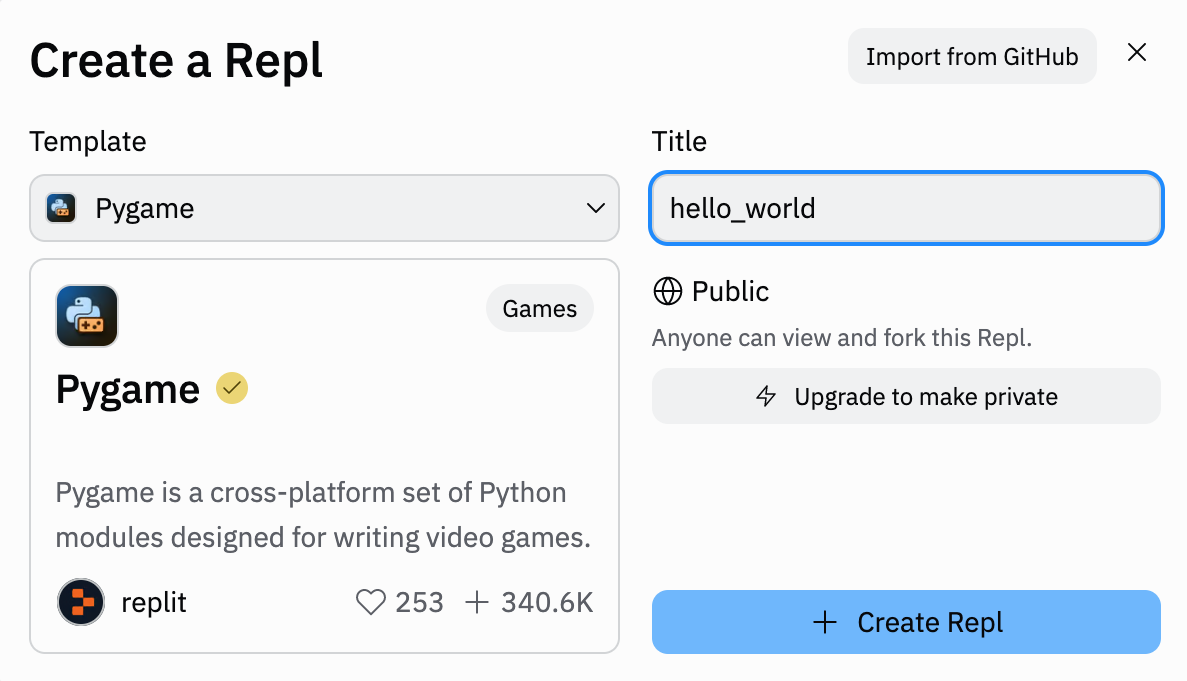 Create a Repl
Import from GitHub
Template
Pygame
Games
Pygame
Pygame is a cross-platform set of Python
modules designed for writing video games.
replit
253
340.6K
Title
hello_world
Public
Anyone can view and fork this Repl.
Upgrade to make private
+ Create Repl